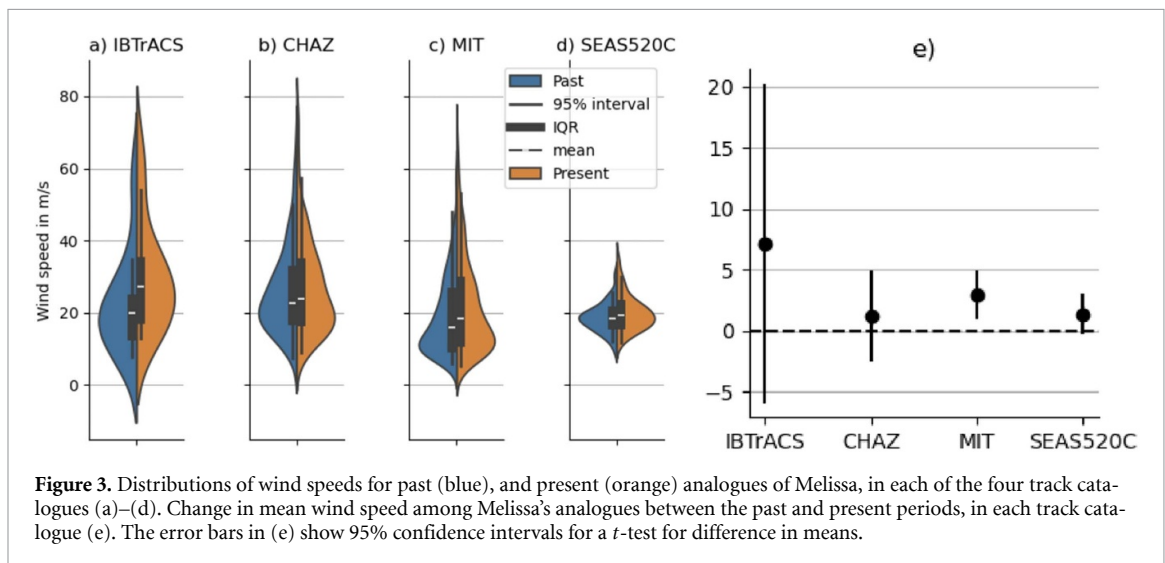 a) IBTrACS
b) CHAZ
c) MIT
d) SEAS520C
e)
Past
95% interval
IQR
mean
Present
Wind speed in m/s
80
60
40
20
0
20
15
10
5
0
−5
IBTrACS
CHAZ
MIT
SEAS520C
Figure 3. Distributions of wind speeds for past (blue), and present (orange) analogues of Melissa, in each of the four track cata-
logues (a)–(d). Change in mean wind speed among Melissa's analogues between the past and present periods, in each track cata-
logue (e). The error bars in (e) show 95% confidence intervals for a t-test for difference in means.